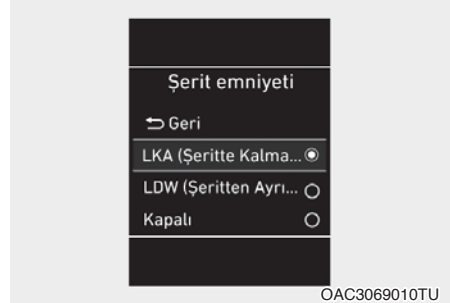 Şerit emniyeti
Geri
LKA (Şeritte Kalma...
LDW (Şeritten Ayrı...
Kapalı
OAC3069010TU